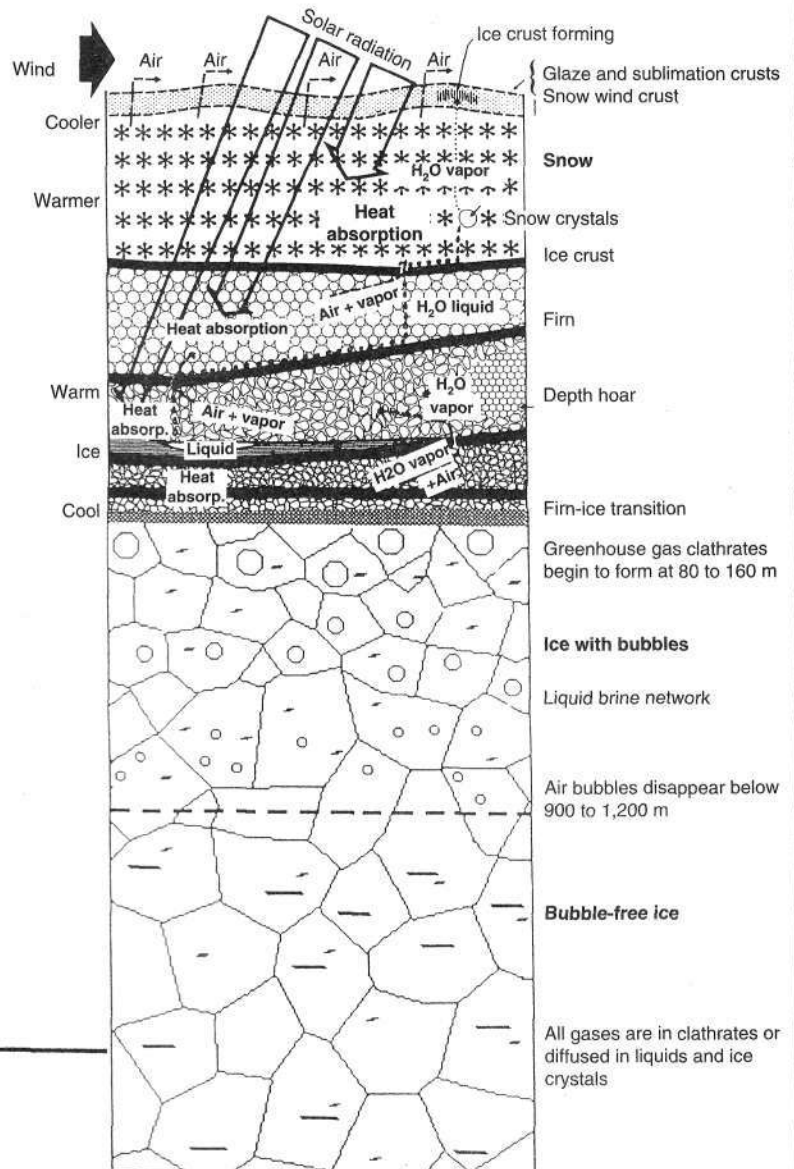 Solar radiation
Ice crust forming
Wind
Air
Air
Air
Air
Glaze and sublimation crusts
Snow wind crust
Cooler
Snow
H₂O vapor
Warmer
Heat
absorption
Snow crystals
Ice crust
Air + vapor
H₂O liquid
Heat absorption
Firn
Warm
H₂O
vapor
Depth hoar
Heat
absorp.
Air + vapor
Ice
Liquid
Heat
absorp.
H2O vapor
+Air
Cool
Firn-ice transition
Greenhouse gas clathrates
begin to form at 80 to 160 m
Ice with bubbles
Liquid brine network
Air bubbles disappear below
900 to 1,200 m
Bubble-free ice
All gases are in clathrates or
diffused in liquids and ice
crystals